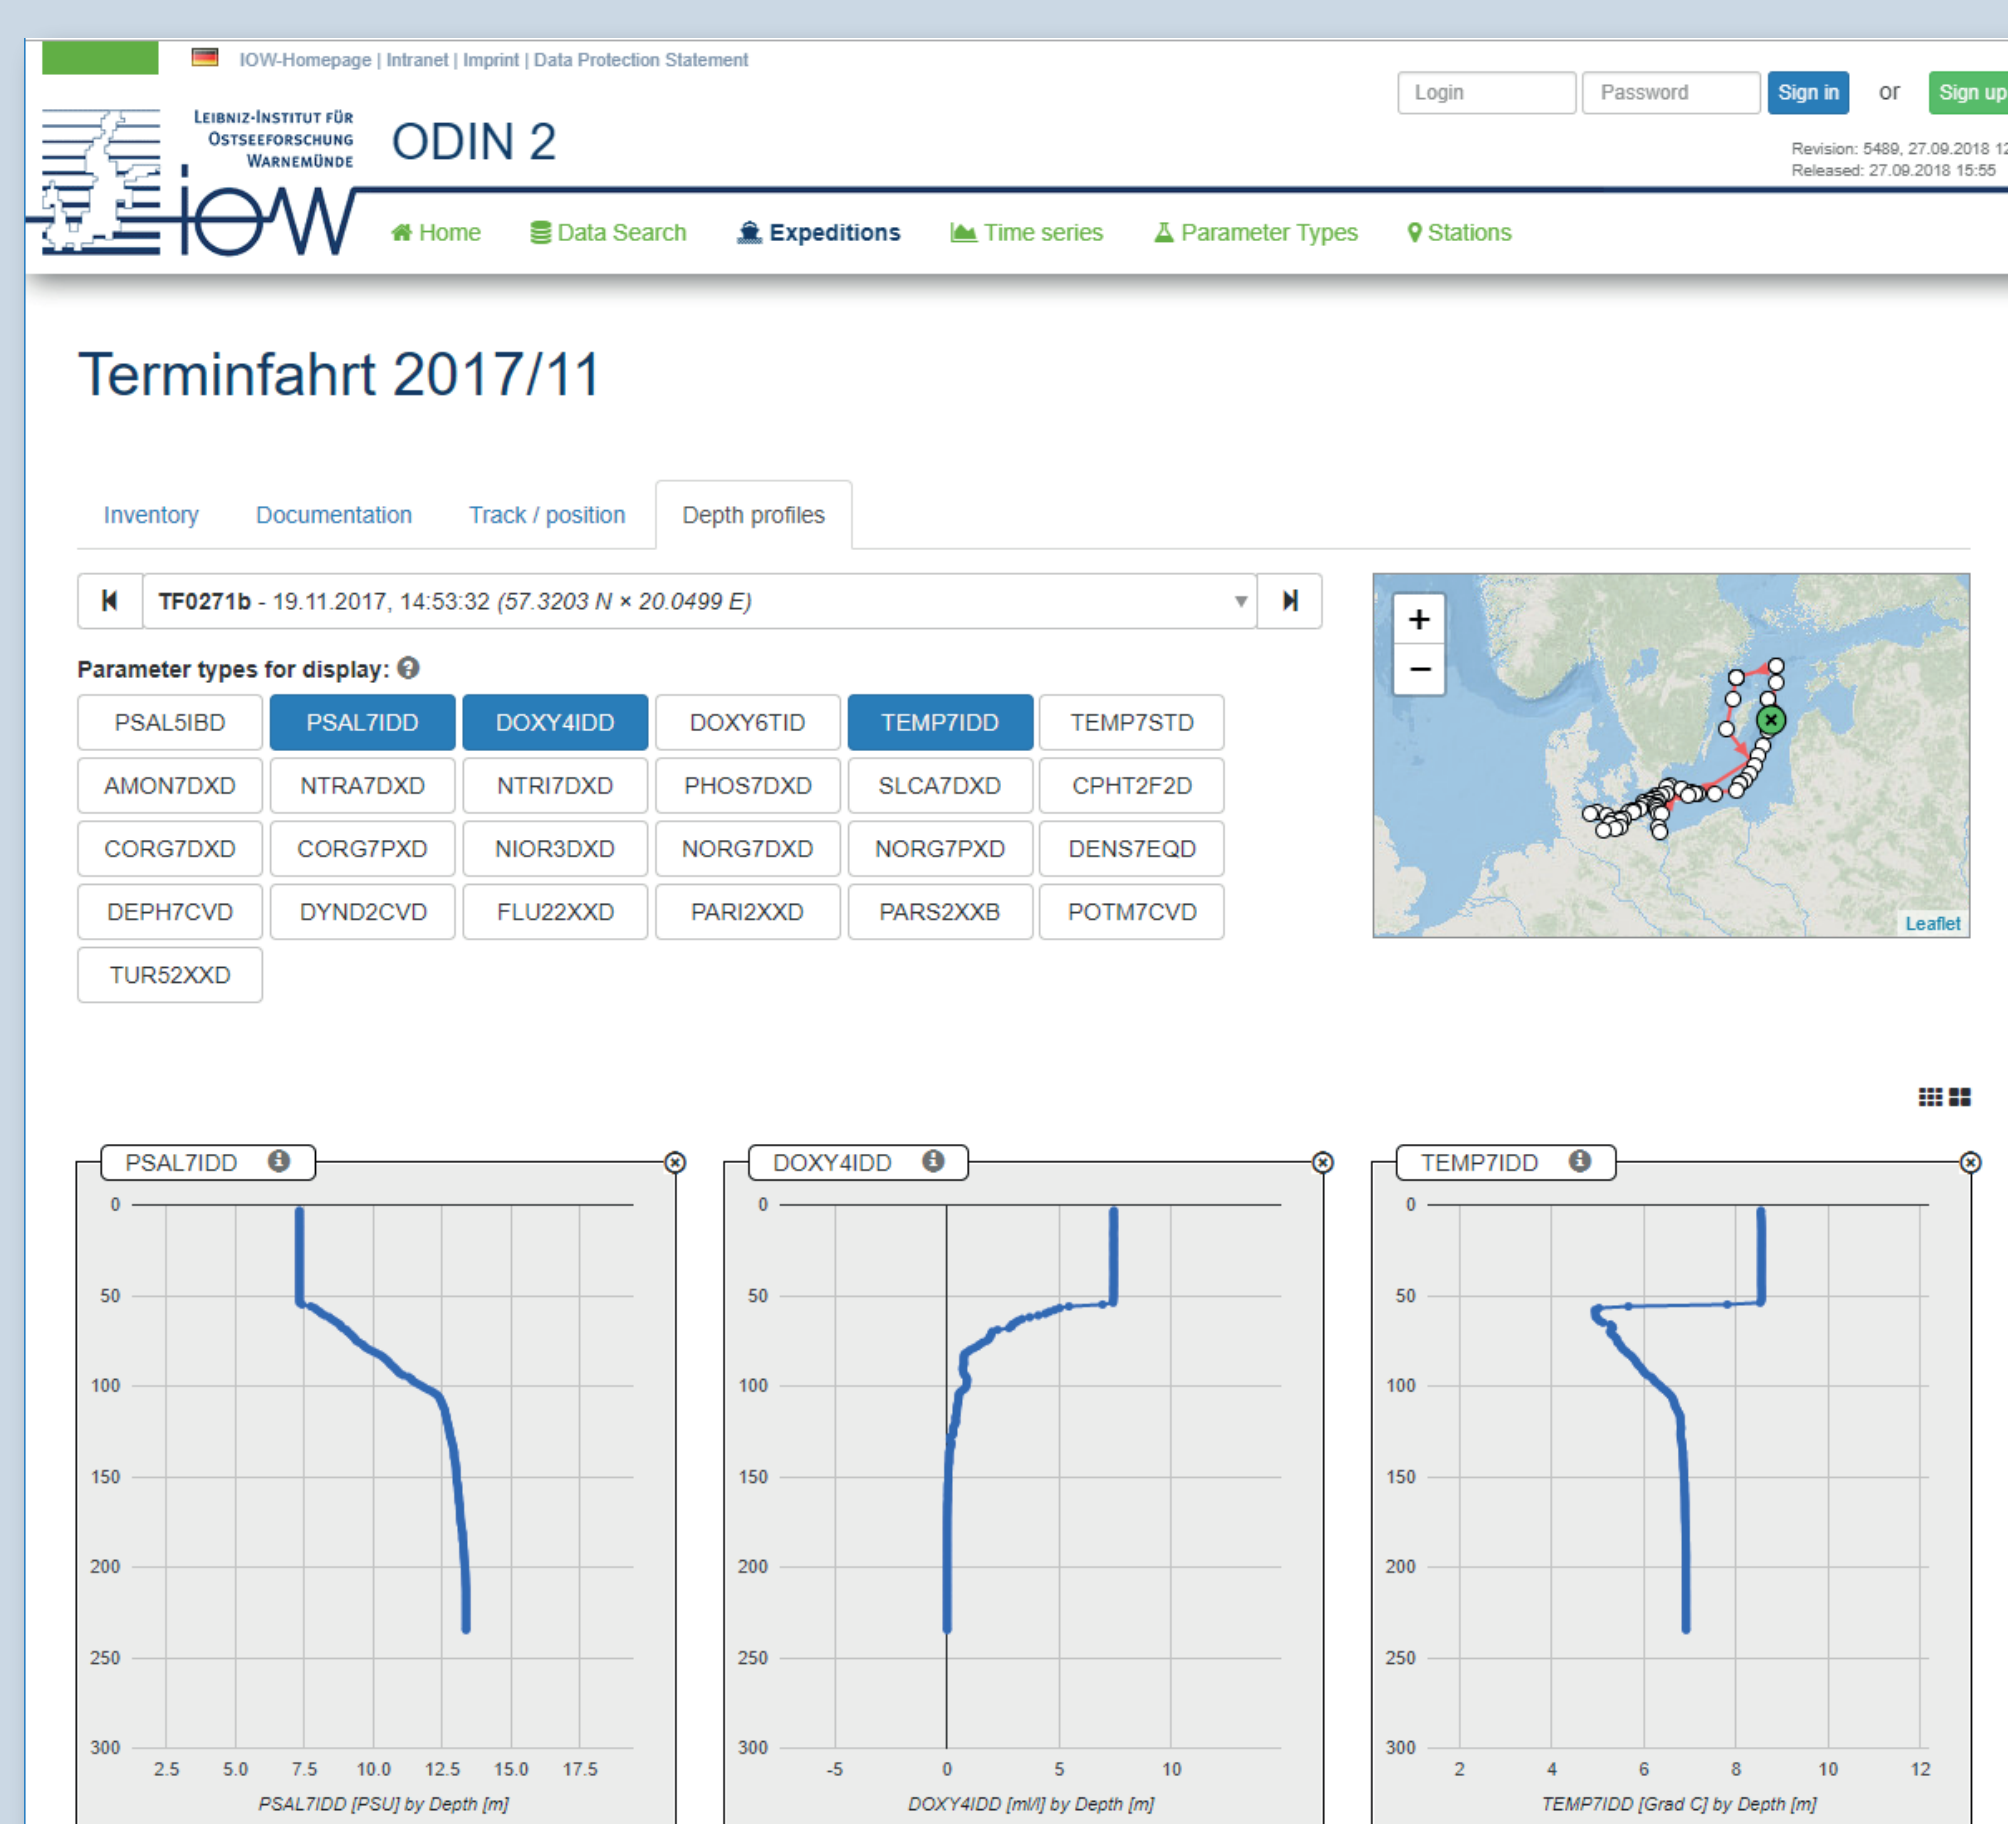 IOW-Homepage | Intranet | Imprint | Data Protection Statement
Login
Password
Sign in
or
Sign up
LEIBNIZ-INSTITUT FÜR
OSTSEEFORSCHUNG
WARNEMÜNDE
iOW
ODIN 2
Revision: 5489, 27.09.2018 12
Released: 27.09.2018 15:55
Home
Data Search
Expeditions
Time series
Parameter Types
Stations
Terminfahrt 2017/11
Inventory
Documentation
Track / position
Depth profiles
TF0271b - 19.11.2017, 14:53:32 (57.3203 N × 20.0499 E)
+
−
Leaflet
Parameter types for display:
PSAL5IBD
PSAL7IDD
DOXY4IDD
DOXY6TID
TEMP7IDD
TEMP7STD
AMON7DXD
NTRA7DXD
NTRI7DXD
PHOS7DXD
SLCA7DXD
CPHT2F2D
CORG7DXD
CORG7PXD
NIOR3DXD
NORG7DXD
NORG7PXD
DENS7EQD
DEPH7CVD
DYND2CVD
FLU22XXD
PARI2XXD
PARS2XXB
POTM7CVD
TUR52XXD
PSAL7IDD
0
50
100
150
200
250
300
2.5 5.0 7.5 10.0 12.5 15.0 17.5
PSAL7IDD [PSU] by Depth [m]
DOXY4IDD
0
50
100
150
200
250
300
-5 0 5 10
DOXY4IDD [ml/l] by Depth [m]
TEMP7IDD
0
50
100
150
200
250
300
2 4 6 8 10 12
TEMP7IDD [Grad C] by Depth [m]